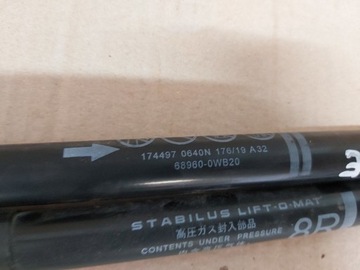 174497 0640N 176/19 A32
68960-0WB20
STABILUS LIFT-O-MAT
高圧ガス封入部品
CONTENTS UNDER PRESSURE
8R